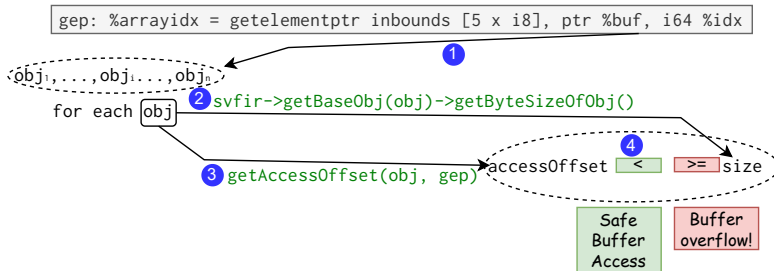 gep: %arrayidx = getelementptr inbounds [5 x i8], ptr %buf, i64 %idx
1
obj₁,...,objᵢ...,objₙ
2 svfir->getBaseObj(obj)->getByteSizeOfObj()
for each obj
4
accessOffset < >= size
3 getAccessOffset(obj, gep)
Safe Buffer
Buffer overflow!
Access